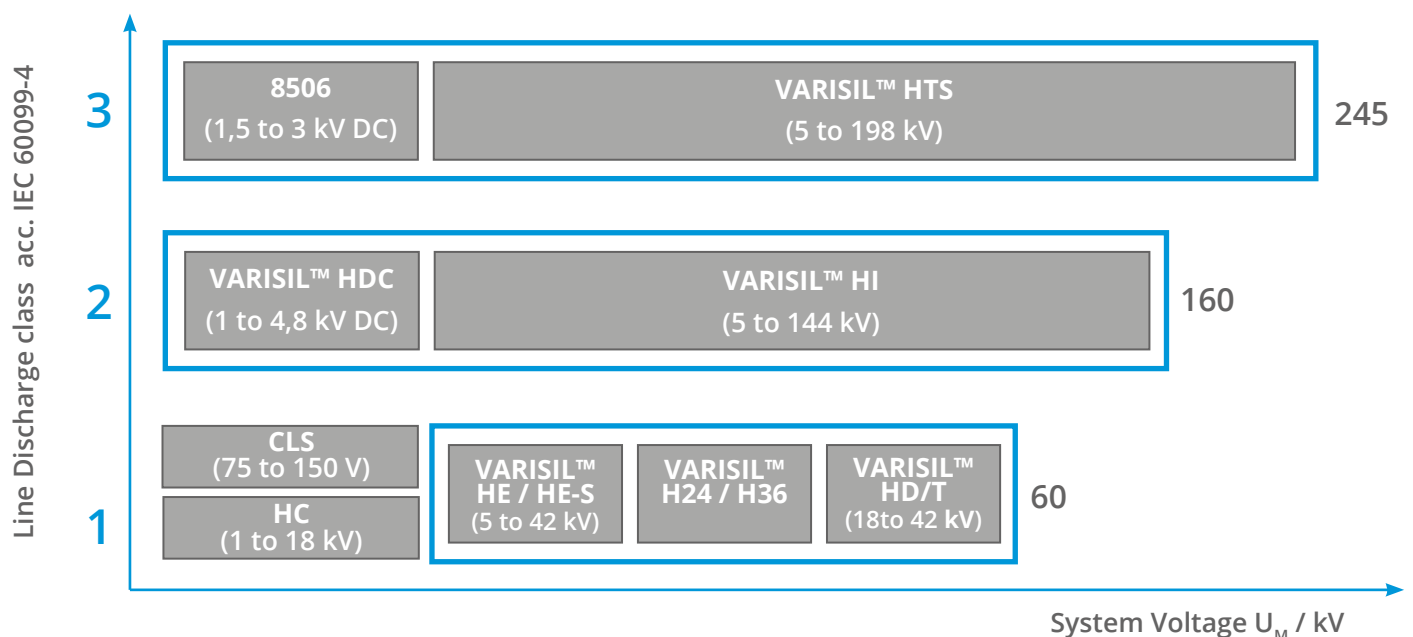 Line Discharge class acc. IEC 60099-4
3
8506
(1,5 to 3 kV DC)
VARISIL™ HTS
(5 to 198 kV)
245
2
VARISIL™ HDC
(1 to 4,8 kV DC)
VARISIL™ HI
(5 to 144 kV)
160
1
CLS
(75 to 150 V)
HC
(1 to 18 kV)
VARISIL™
HE / HE-S
(5 to 42 kV)
VARISIL™
H24 / H36
VARISIL™
HD/T
(18to 42 kV)
60
System Voltage U_M / kV